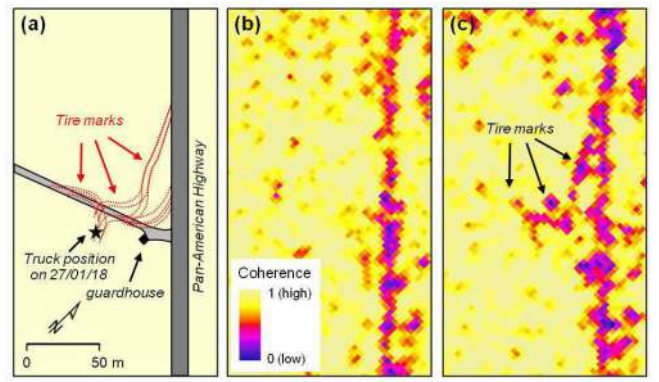 (a)
Tire marks
Pan-American Highway
Truck position
on 27/01/18
guardhouse
N
0 50 m
(b)
Coherence
1 (high)
0 (low)
(c)
Tire marks